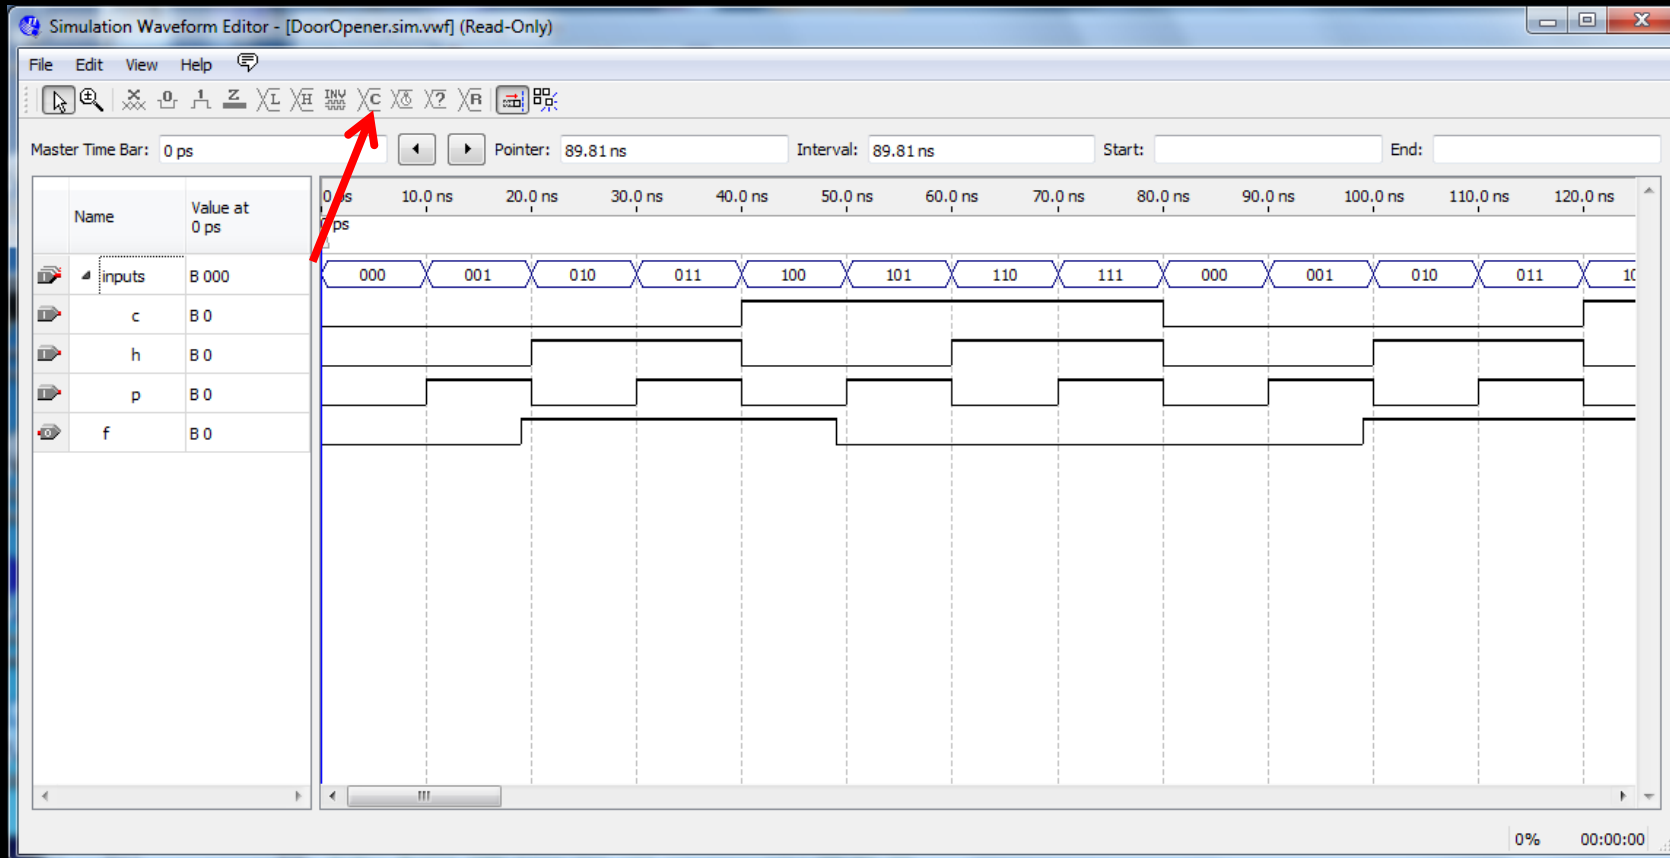 Simulation Waveform Editor - [DoorOpener.sim.vwf] (Read-Only)
File Edit View Help
Master Time Bar: 0 ps Pointer: 89.81 ns Interval: 89.81 ns Start: End:
Name Value at 0 ps
0 ps 10.0 ns 20.0 ns 30.0 ns 40.0 ns 50.0 ns 60.0 ns 70.0 ns 80.0 ns 90.0 ns 100.0 ns 110.0 ns 120.0 ns
0 ps
inputs B 000 000 001 010 011 100 101 110 111 000 001 010 011 10
c B 0
h B 0
p B 0
f B 0
0% 00:00:00